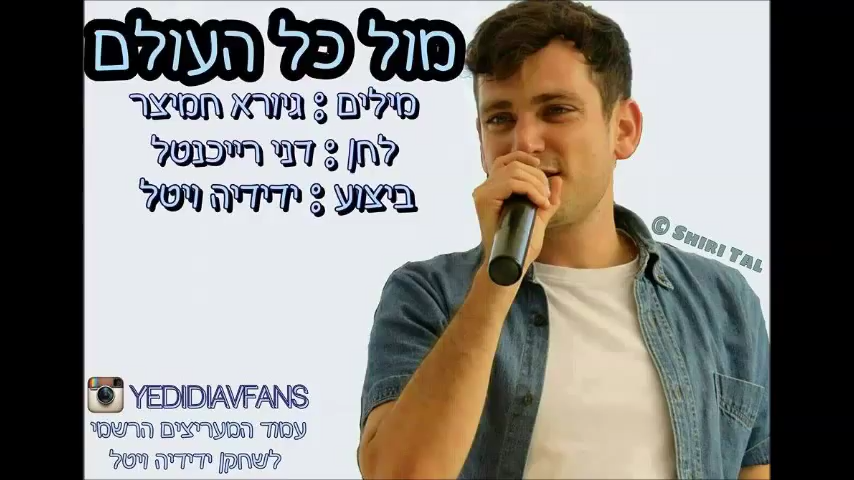 מול כל העולם
מילים : גיורא חמיצר
לחן : דני רייכנטל
ביצוע : ידידיה ויטל
© Shiri Tal
YEDIDIAVFANS
עמוד המעריצים הרשמי
לשחקן ידידיה ויטל